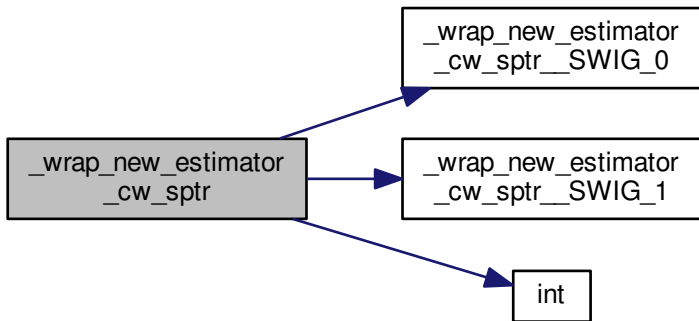 _wrap_new_estimator
_cw_sptr__SWIG_0
_wrap_new_estimator
_cw_sptr
_wrap_new_estimator
_cw_sptr__SWIG_1
int